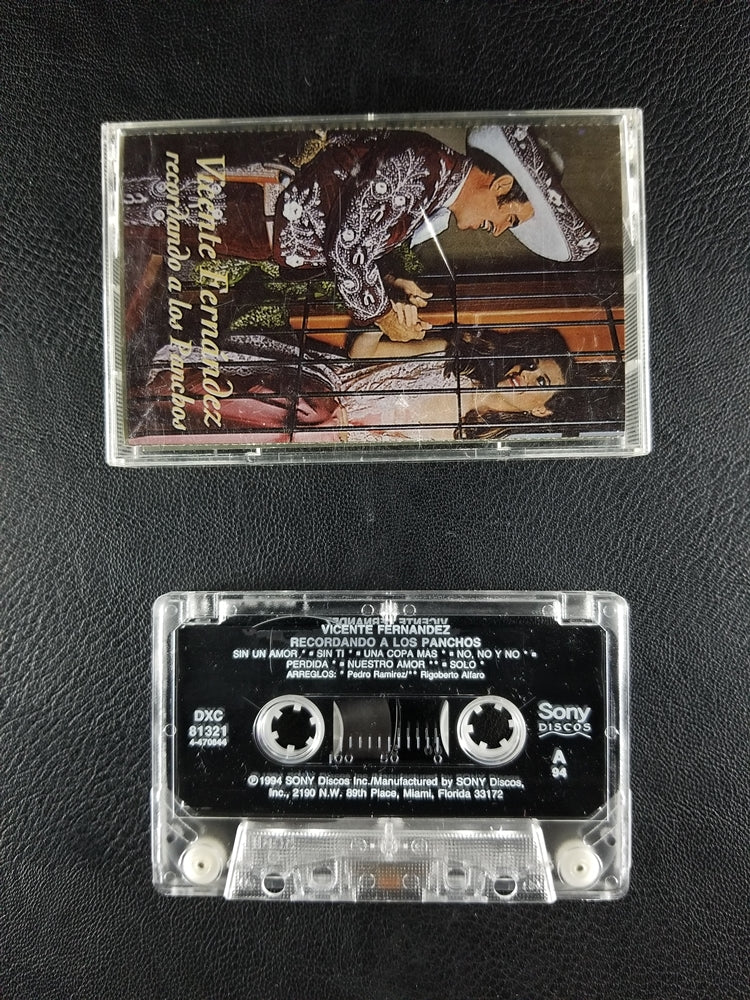 Vicente Fernández
recordando a los Panchos
VICENTE FERNANDEZ
RECORDANDO A LOS PANCHOS
SIN UN AMOR * ■ SIN TI * ■ UNA COPA MAS * ■ NO, NO Y NO * ■
PERDIDA * ■ NUESTRO AMOR ** ■ SOLO *
ARREGLOS: * Pedro Ramirez/** Rigoberto Alfaro
DXC
81321
4-470844
Sony
DISCOS
A
94
100 50 0
℗1994 SONY Discos Inc./Manufactured by SONY Discos,
Inc., 2190 N.W. 89th Place, Miami, Florida 33172